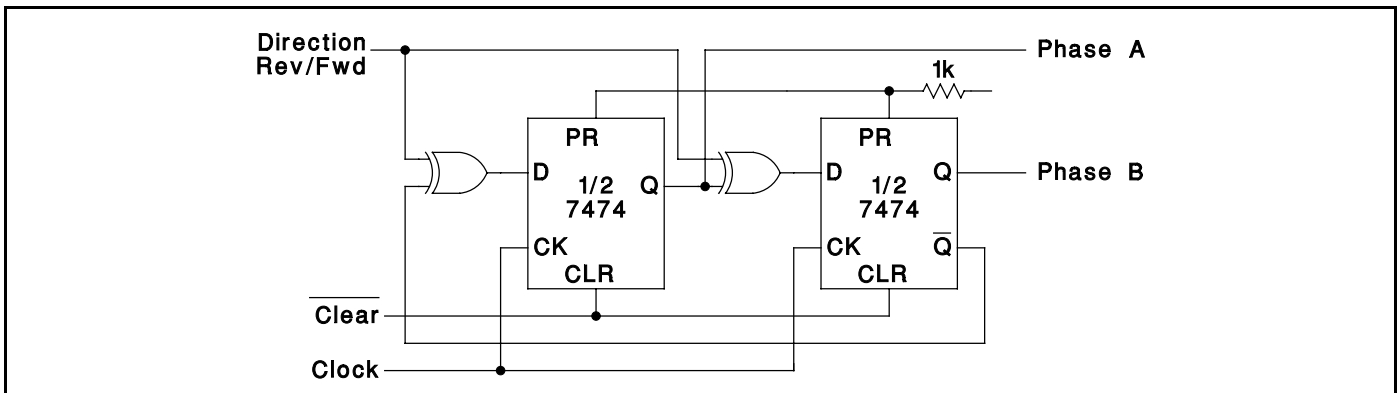 Direction
Rev/Fwd
Phase A
1k
PR
PR
D
1/2
7474
Q
D
1/2
7474
Q
Phase B
CK
CLR
CK
CLR
Q̅
C̅l̅e̅a̅r̅
Clock